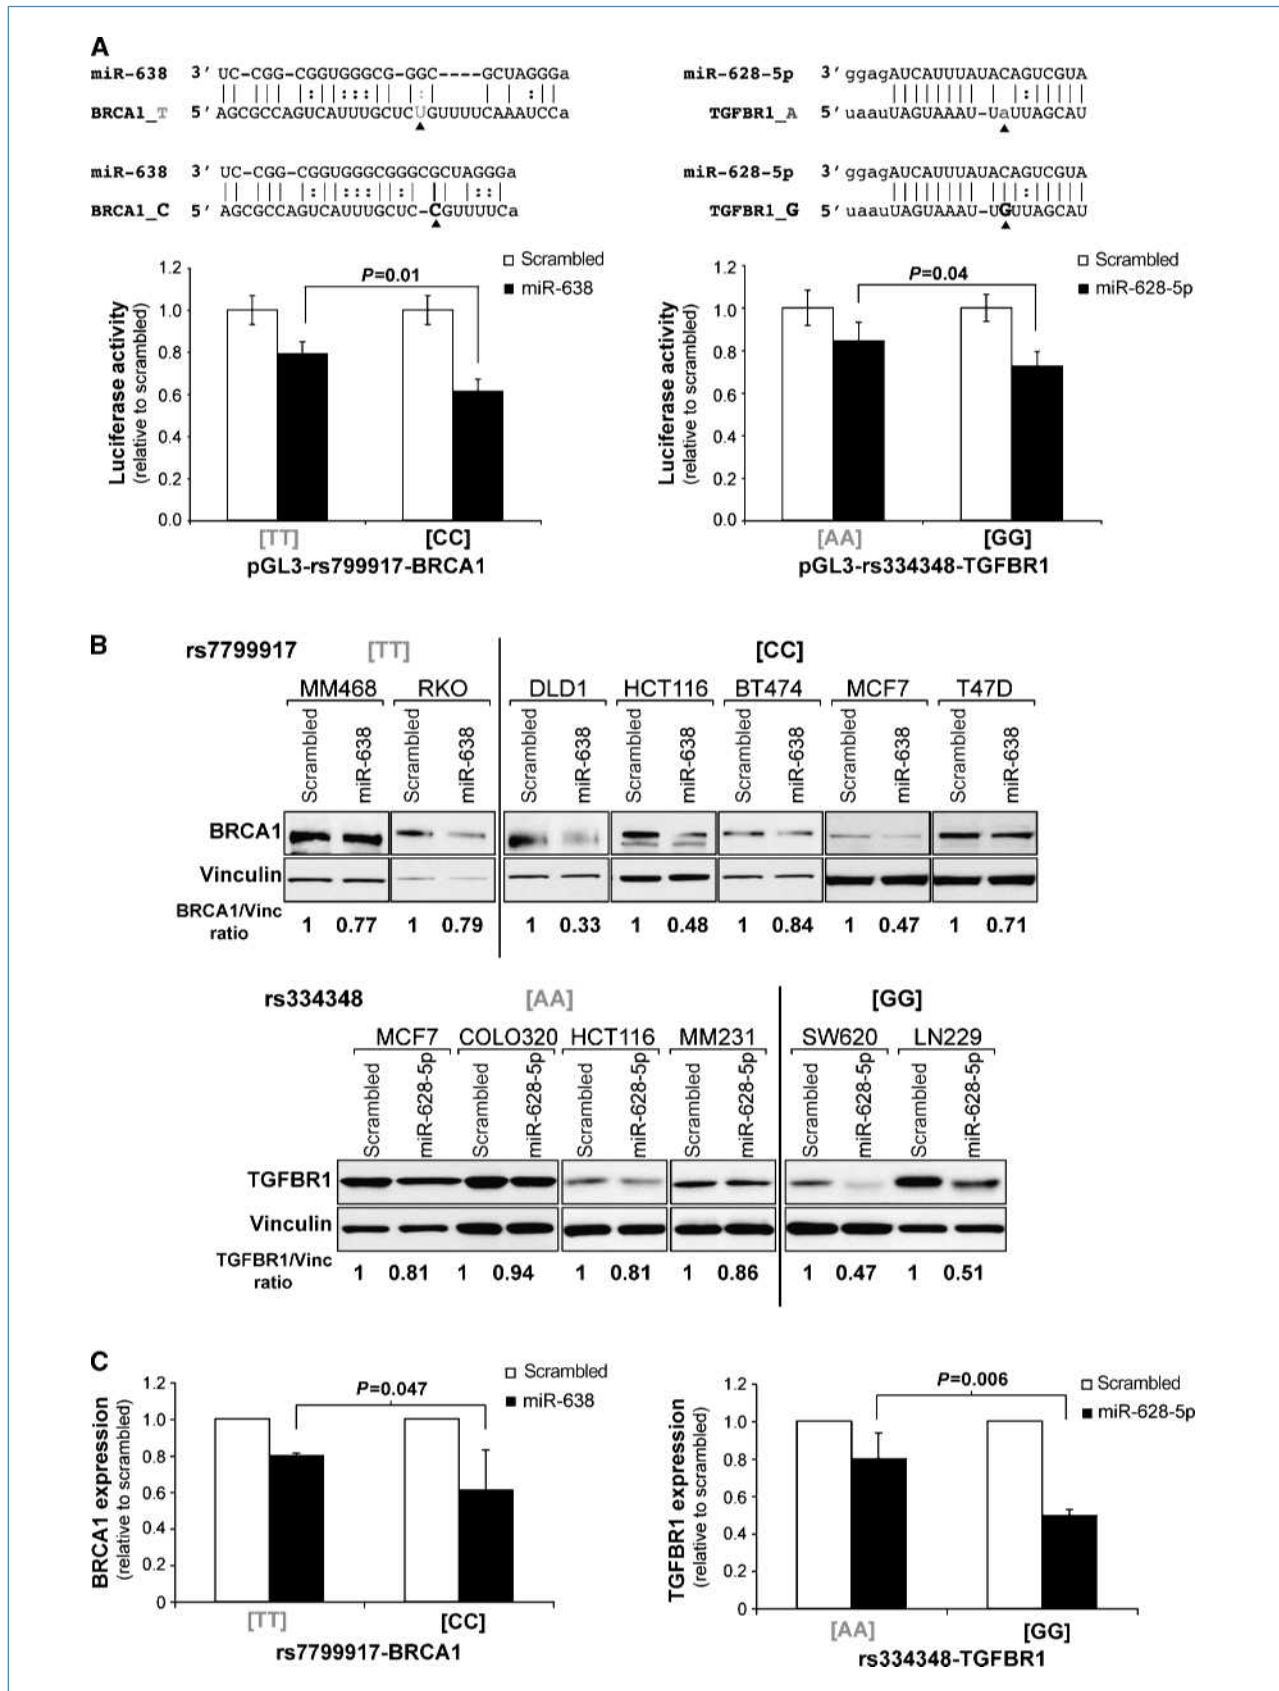 A
miR-638 3' UC-CGG-CGGUGGGCG-GGC----GCUAGGGa
BRCA1_T 5' AGCGCCAGUCAUUUGCUCUGUUUUCAAAUCCa
miR-638 3' UC-CGG-CGGUGGGCGGGCGCUAGGGa
BRCA1_C 5' AGCGCCAGUCAUUUGCUC-CGUUUUCa
miR-628-5p 3' ggagAUCAUUUAUACAGUCGUA
TGFBR1_A 5' uaauUAGUAAAU-UaUUAGCAU
miR-628-5p 3' ggagAUCAUUUAUACAGUCGUA
TGFBR1_G 5' uaauUAGUAAAU-UGUUAGCAU
Luciferase activity
(relative to scrambled)
1.2
1.0
0.8
0.6
0.4
0.2
0.0
P=0.01
Scrambled
miR-638
[TT] [CC]
pGL3-rs799917-BRCA1
Luciferase activity
(relative to scrambled)
1.2
1.0
0.8
0.6
0.4
0.2
0.0
P=0.04
Scrambled
miR-628-5p
[AA] [GG]
pGL3-rs334348-TGFBR1
B
rs7799917 [TT] [CC]
MM468 RKO DLD1 HCT116 BT474 MCF7 T47D
Scrambled miR-638 Scrambled miR-638 Scrambled miR-638 Scrambled miR-638 Scrambled miR-638 Scrambled miR-638 Scrambled miR-638
BRCA1
Vinculin
BRCA1/Vinc
ratio
1 0.77 1 0.79 1 0.33 1 0.48 1 0.84 1 0.47 1 0.71
rs334348 [AA] [GG]
MCF7 COLO320 HCT116 MM231 SW620 LN229
Scrambled miR-628-5p Scrambled miR-628-5p Scrambled miR-628-5p Scrambled miR-628-5p Scrambled miR-628-5p Scrambled miR-628-5p
TGFBR1
Vinculin
TGFBR1/Vinc
ratio
1 0.81 1 0.94 1 0.81 1 0.86 1 0.47 1 0.51
C
BRCA1 expression
(relative to scrambled)
1.2
1.0
0.8
0.6
0.4
0.2
0
P=0.047
Scrambled
miR-638
[TT] [CC]
rs7799917-BRCA1
TGFBR1 expression
(relative to scrambled)
1.2
1.0
0.8
0.6
0.4
0.2
0
P=0.006
Scrambled
miR-628-5p
[AA] [GG]
rs334348-TGFBR1